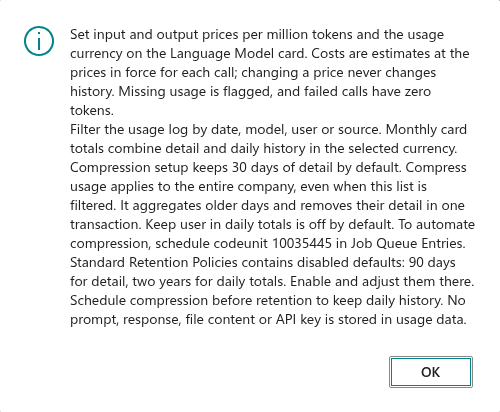 Set input and output prices per million tokens and the usage
currency on the Language Model card. Costs are estimates at the
prices in force for each call; changing a price never changes
history. Missing usage is flagged, and failed calls have zero
tokens.
Filter the usage log by date, model, user or source. Monthly card
totals combine detail and daily history in the selected currency.
Compression setup keeps 30 days of detail by default. Compress
usage applies to the entire company, even when this list is
filtered. It aggregates older days and removes their detail in one
transaction. Keep user in daily totals is off by default. To automate
compression, schedule codeunit 10035445 in Job Queue Entries.
Standard Retention Policies contains disabled defaults: 90 days
for detail, two years for daily totals. Enable and adjust them there.
Schedule compression before retention to keep daily history. No
prompt, response, file content or API key is stored in usage data.
OK